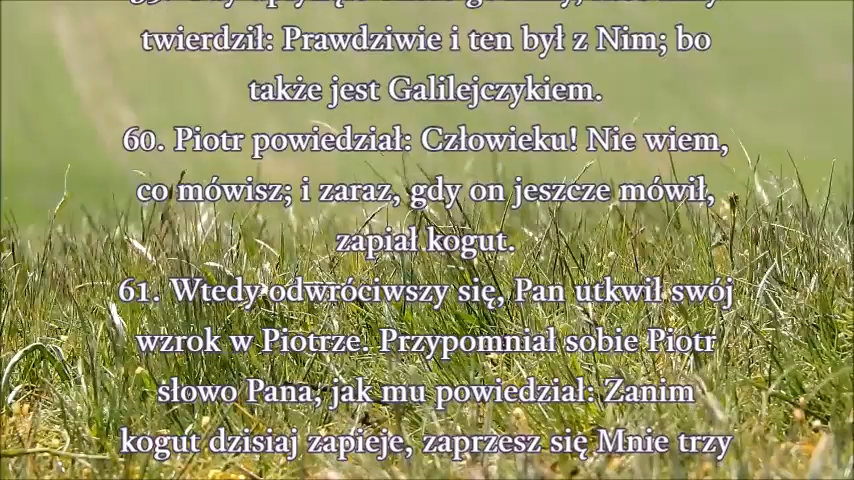 twierdził: Prawdziwie i ten był z Nim; bo
także jest Galilejczykiem.
60. Piotr powiedział: Człowieku! Nie wiem,
co mówisz; i zaraz, gdy on jeszcze mówił,
zapiał kogut.
61. Wtedy odwróciwszy się, Pan utkwił swój
wzrok w Piotrze. Przypomniał sobie Piotr
słowo Pana, jak mu powiedział: Zanim
kogut dzisiaj zapieje, zaprzesz się Mnie trzy